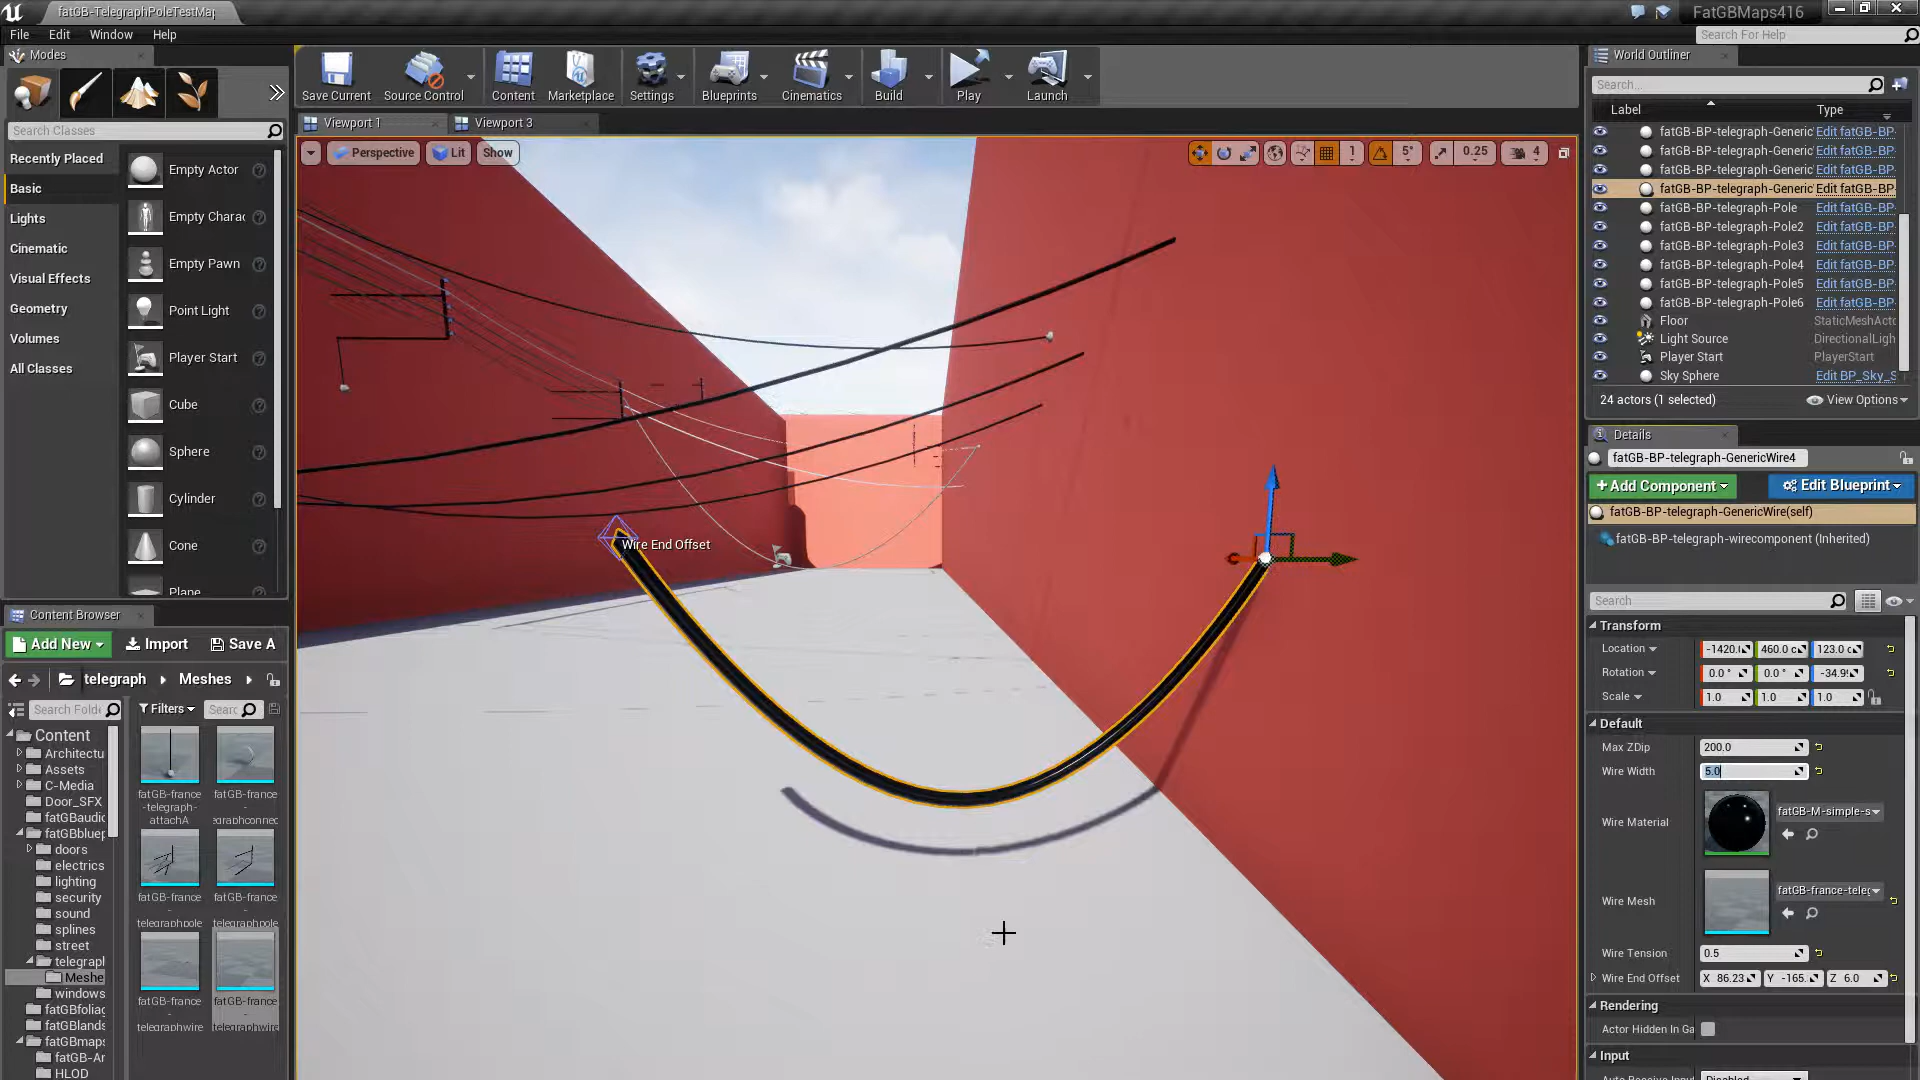 fatGB-TelegraphPoleTestMap
FatGBMaps416
File Edit Window Help
Search For Help
Modes
Save Current
Source Control
Content
Marketplace
Settings
Blueprints
Cinematics
Build
Play
Launch
Search Classes
Recently Placed
Basic
Lights
Cinematic
Visual Effects
Geometry
Volumes
All Classes
Empty Actor
Empty Charac
Empty Pawn
Point Light
Player Start
Cube
Sphere
Cylinder
Cone
Plane
Viewport 1
Viewport 3
Perspective
Lit
Show
1
5°
0.25
4
Wire End Offset
World Outliner
Search...
Label Type
fatGB-BP-telegraph-Generic Edit fatGB-BP-
fatGB-BP-telegraph-Generic Edit fatGB-BP-
fatGB-BP-telegraph-Generic Edit fatGB-BP-
fatGB-BP-telegraph-Generic Edit fatGB-BP-
fatGB-BP-telegraph-Pole Edit fatGB-BP-
fatGB-BP-telegraph-Pole2 Edit fatGB-BP-
fatGB-BP-telegraph-Pole3 Edit fatGB-BP-
fatGB-BP-telegraph-Pole4 Edit fatGB-BP-
fatGB-BP-telegraph-Pole5 Edit fatGB-BP-
fatGB-BP-telegraph-Pole6 Edit fatGB-BP-
Floor StaticMeshActo
Light Source DirectionalLigh
Player Start PlayerStart
Sky Sphere Edit BP_Sky_S
24 actors (1 selected)
View Options
Details
fatGB-BP-telegraph-GenericWire4
+Add Component
Edit Blueprint
fatGB-BP-telegraph-GenericWire(self)
fatGB-BP-telegraph-wirecomponent (Inherited)
Search
Transform
Location -1420.( 460.0 c 123.0 c
Rotation 0.0 ° 0.0 ° -34.9
Scale 1.0 1.0 1.0
Default
Max ZDip 200.0
Wire Width 5.0
Wire Material fatGB-M-simple-s
Wire Mesh fatGB-france-teleg
Wire Tension 0.5
Wire End Offset X 86.23 Y -165. Z 6.0
Rendering
Actor Hidden In Ga
Input
Content Browser
Add New
Import
Save A
telegraph
Meshes
Search Folde
Filters
Searc
Content
Architectu
Assets
C-Media
Door_SFX
fatGBaudio
fatGBbluep
doors
electrics
lighting
security
sound
splines
street
telegraph
Meshe
windows
fatGBfoliag
fatGBlands
fatGBmaps
fatGB-Ar
HLOD
fatGB-france
-telegraph-
attachA
fatGB-france
-
egraphconnec
fatGB-france
-
telegraphpole
fatGB-france
-
telegraphpole
fatGB-france
-
telegraphwire
fatGB-france
-
telegraphwire